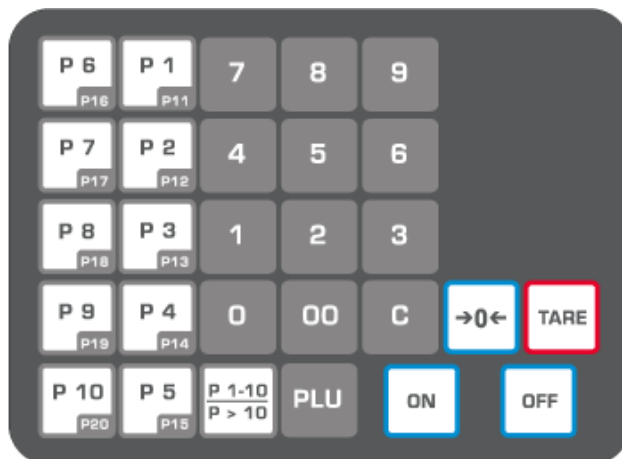 P 6 P 1 7 8 9
P16 P11
P 7 P 2 4 5 6
P17 P12
P 8 P 3 1 2 3
P18 P13
P 9 P 4 0 00 C →0← TARE
P19 P14
P 10 P 5 P 1-10 PLU ON OFF
P > 10
P20 P15